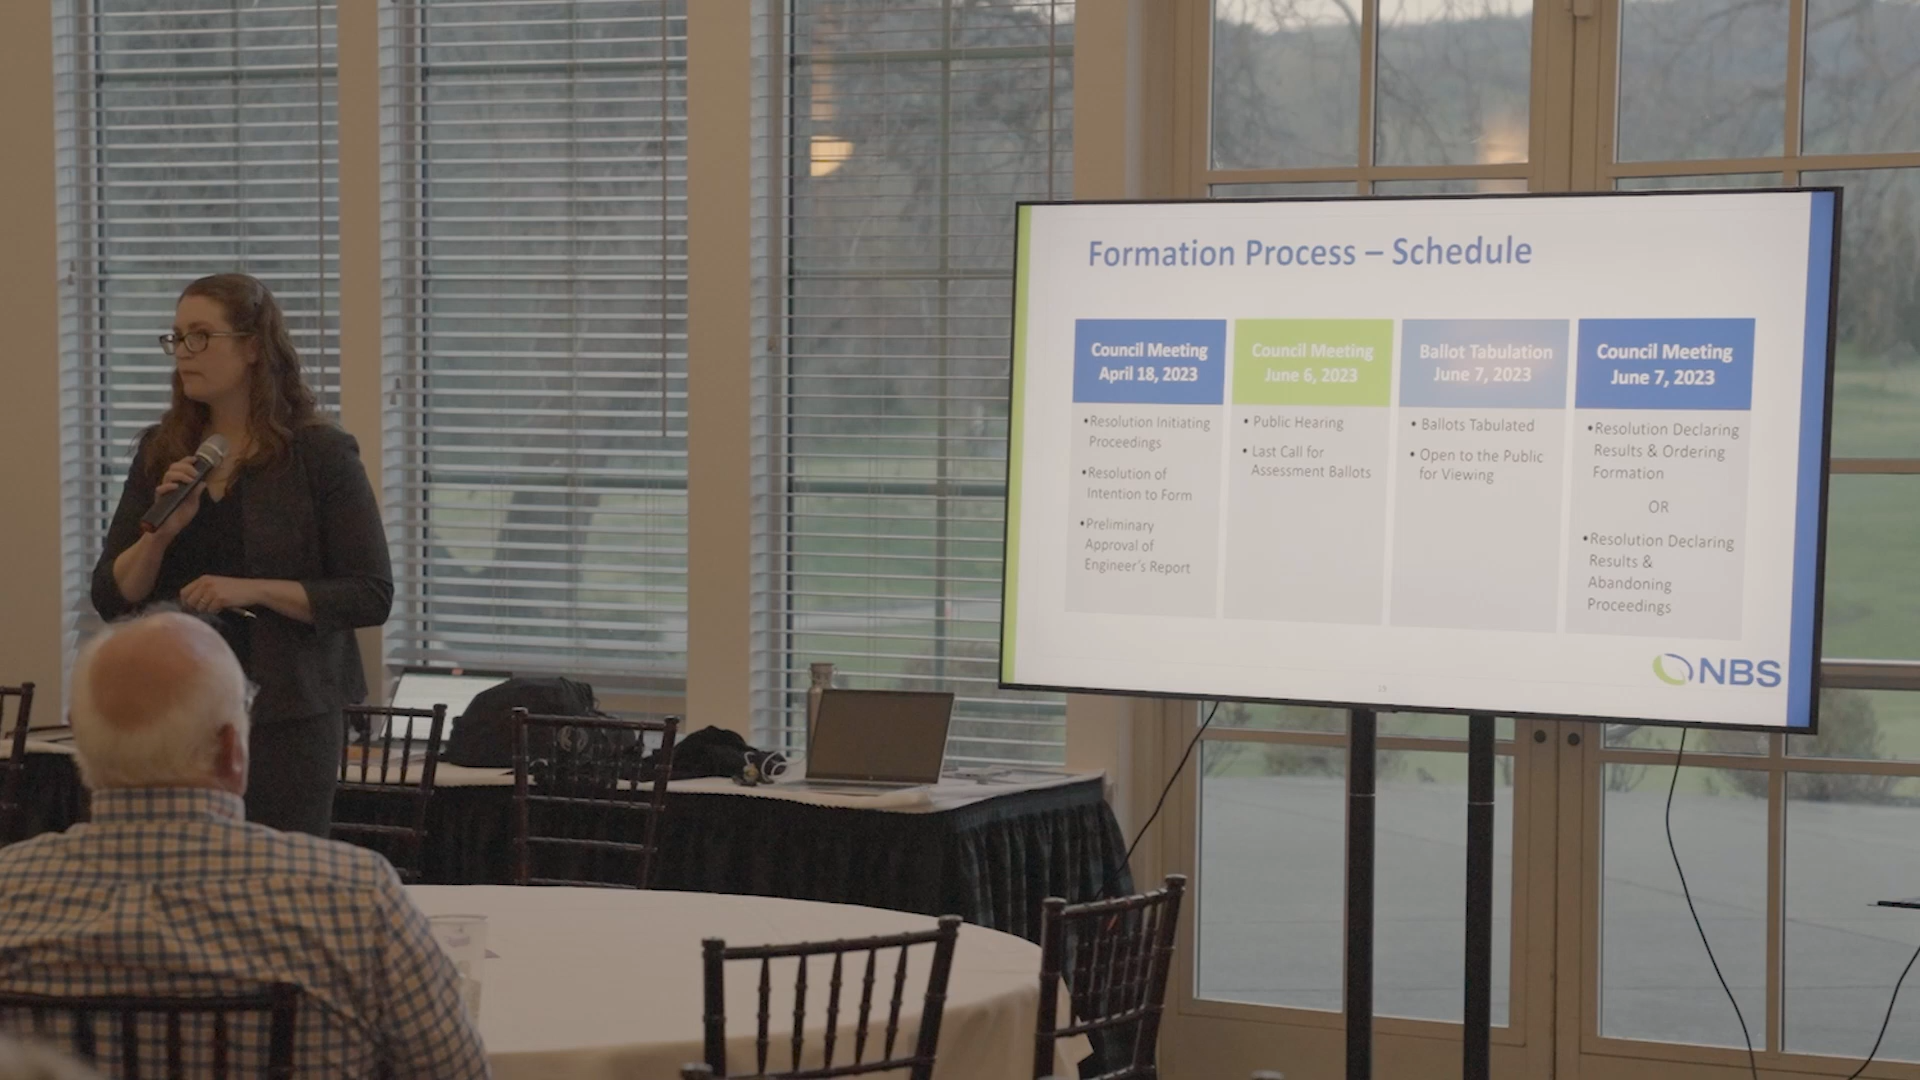 Formation Process – Schedule
Council Meeting
April 18, 2023
• Resolution Initiating
Proceedings
• Resolution of
Intention to Form
• Preliminary
Approval of
Engineer's Report
Council Meeting
June 6, 2023
• Public Hearing
• Last Call for
Assessment Ballots
Ballot Tabulation
June 7, 2023
• Ballots Tabulated
• Open to the Public
for Viewing
Council Meeting
June 7, 2023
• Resolution Declaring
Results & Ordering
Formation
OR
• Resolution Declaring
Results &
Abandoning
Proceedings
NBS
19